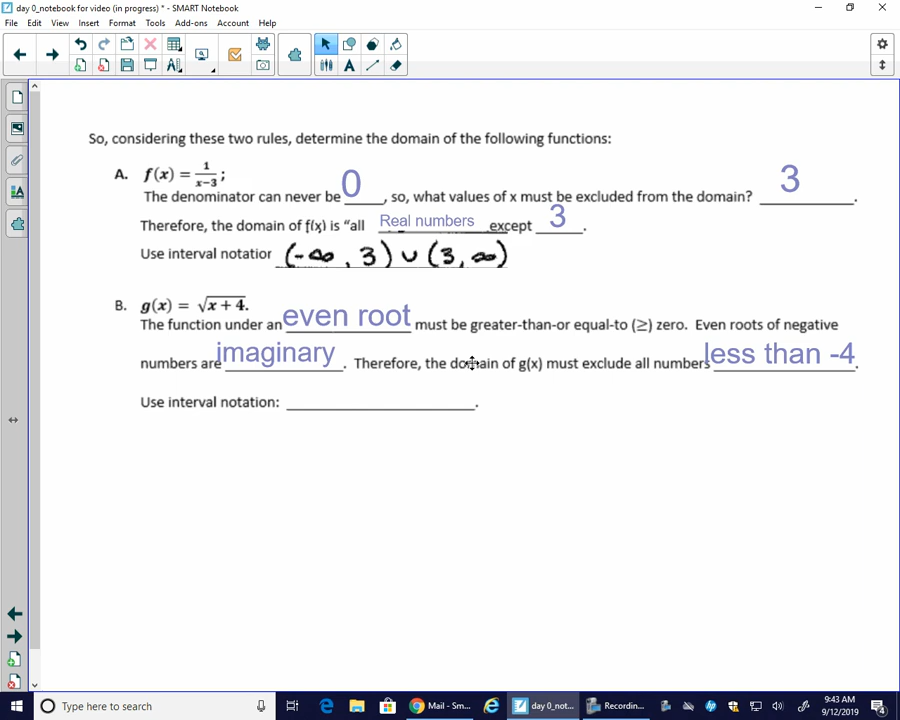 day 0_notebook for video (in progress) * - SMART Notebook
File Edit View Insert Format Tools Add-ons Account Help
So, considering these two rules, determine the domain of the following functions:
A. f(x) = 1/(x−3) ;
The denominator can never be 0, so, what values of x must be excluded from the domain? 3.
Therefore, the domain of f(x) is “all Real numbers except 3.
Use interval notatior (-∞, 3) ∪ (3, ∞)
B. g(x) = √x + 4.
The function under an even root must be greater-than-or equal-to (≥) zero. Even roots of negative
numbers are imaginary. Therefore, the domain of g(x) must exclude all numbers less than -4.
Use interval notation: ____________________.
Type here to search
Mail - Sm...
day 0_not...
Recordin...
9:43 AM
9/12/2019
4